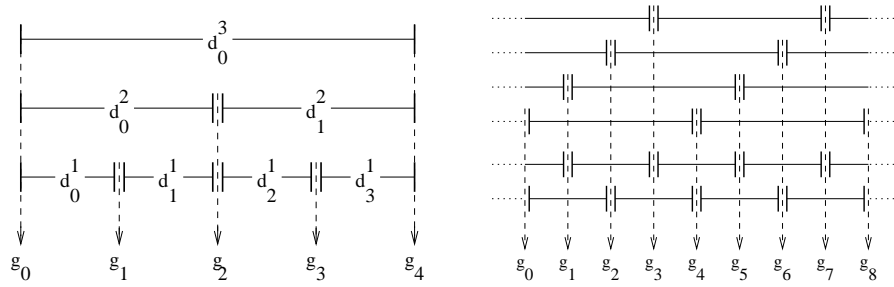 d_0^3
d_0^2 d_1^2
d_0^1 d_1^1 d_2^1 d_3^1
g_0 g_1 g_2 g_3 g_4
g_0 g_1 g_2 g_3 g_4 g_5 g_6 g_7 g_8